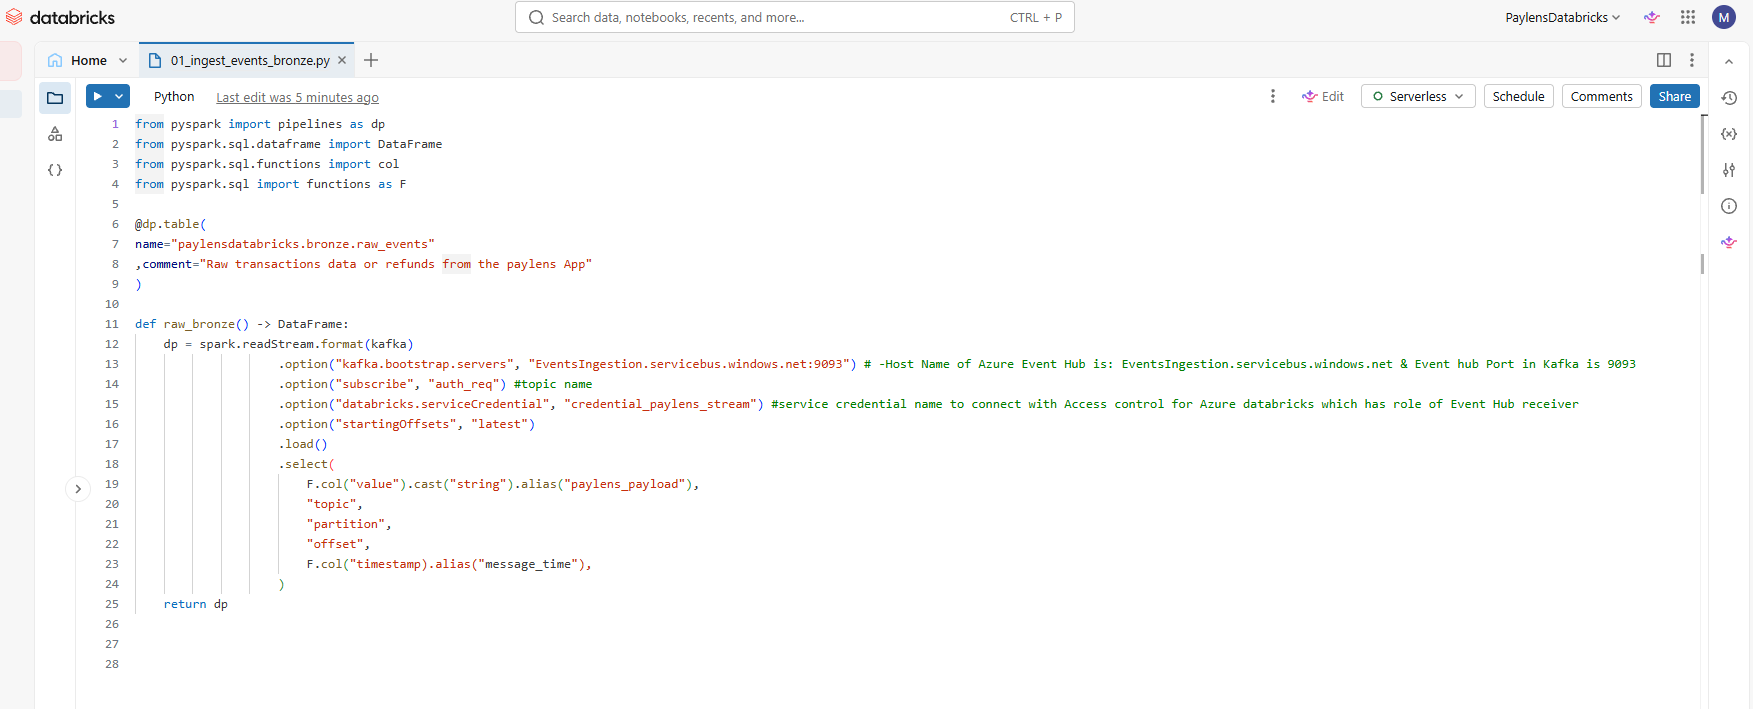 databricks
Search data, notebooks, recents, and more...
CTRL + P
PaylensDatabricks
M
Home
01_ingest_events_bronze.py
Python
Last edit was 5 minutes ago
Edit
Serverless
Schedule
Comments
Share
1 from pyspark import pipelines as dp
2 from pyspark.sql.dataframe import DataFrame
3 from pyspark.sql.functions import col
4 from pyspark.sql import functions as F
5
6 @dp.table(
7 name="paylensdatabricks.bronze.raw_events"
8 ,comment="Raw transactions data or refunds from the paylens App"
9 )
10
11 def raw_bronze() -> DataFrame:
12 dp = spark.readStream.format(kafka)
13 .option("kafka.bootstrap.servers", "EventsIngestion.servicebus.windows.net:9093") # -Host Name of Azure Event Hub is: EventsIngestion.servicebus.windows.net & Event hub Port in Kafka is 9093
14 .option("subscribe", "auth_req") #topic name
15 .option("databricks.serviceCredential", "credential_paylens_stream") #service credential name to connect with Access control for Azure databricks which has role of Event Hub receiver
16 .option("startingOffsets", "latest")
17 .load()
18 .select(
19 F.col("value").cast("string").alias("paylens_payload"),
20 "topic",
21 "partition",
22 "offset",
23 F.col("timestamp).alias("message_time"),
24 )
25 return dp
26
27
28